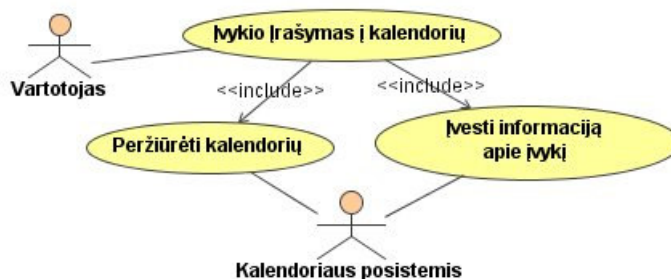 Įvykio Įrašymas į kalendorių
Vartotojas
<<include>>
<<include>>
Peržiūrėti kalendorių
Įvesti informaciją
apie įvykį
Kalendoriaus posistemis